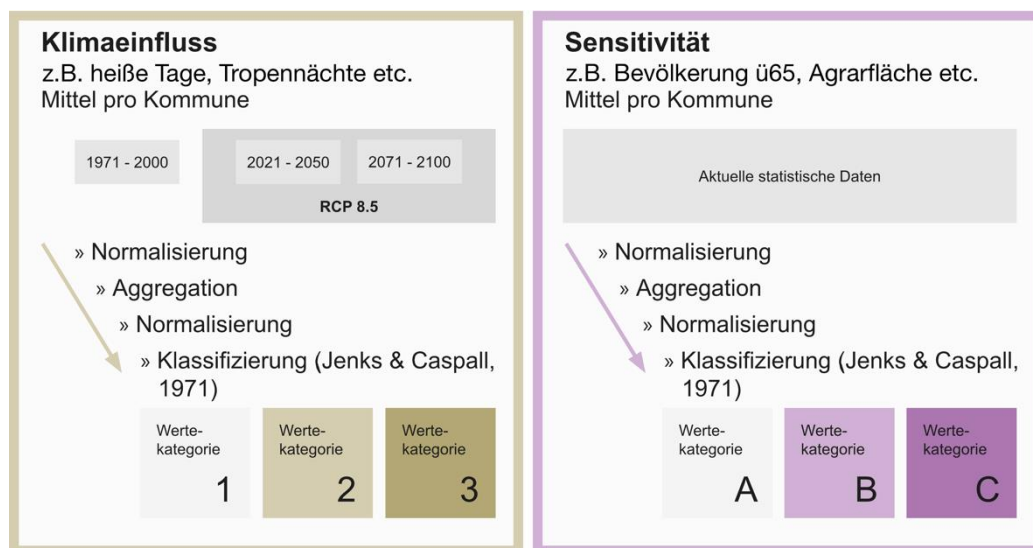 Klimaeinfluss
z.B. heiße Tage, Tropennächte etc.
Mittel pro Kommune
1971 - 2000
2021 - 2050
2071 - 2100
RCP 8.5
» Normalisierung
» Aggregation
» Normalisierung
» Klassifizierung (Jenks & Caspall,
1971)
Werte-
kategorie
1
Werte-
kategorie
2
Werte-
kategorie
3
Sensitivität
z.B. Bevölkerung ü65, Agrarfläche etc.
Mittel pro Kommune
Aktuelle statistische Daten
» Normalisierung
» Aggregation
» Normalisierung
» Klassifizierung (Jenks & Caspall,
1971)
Werte-
kategorie
A
Werte-
kategorie
B
Werte-
kategorie
C